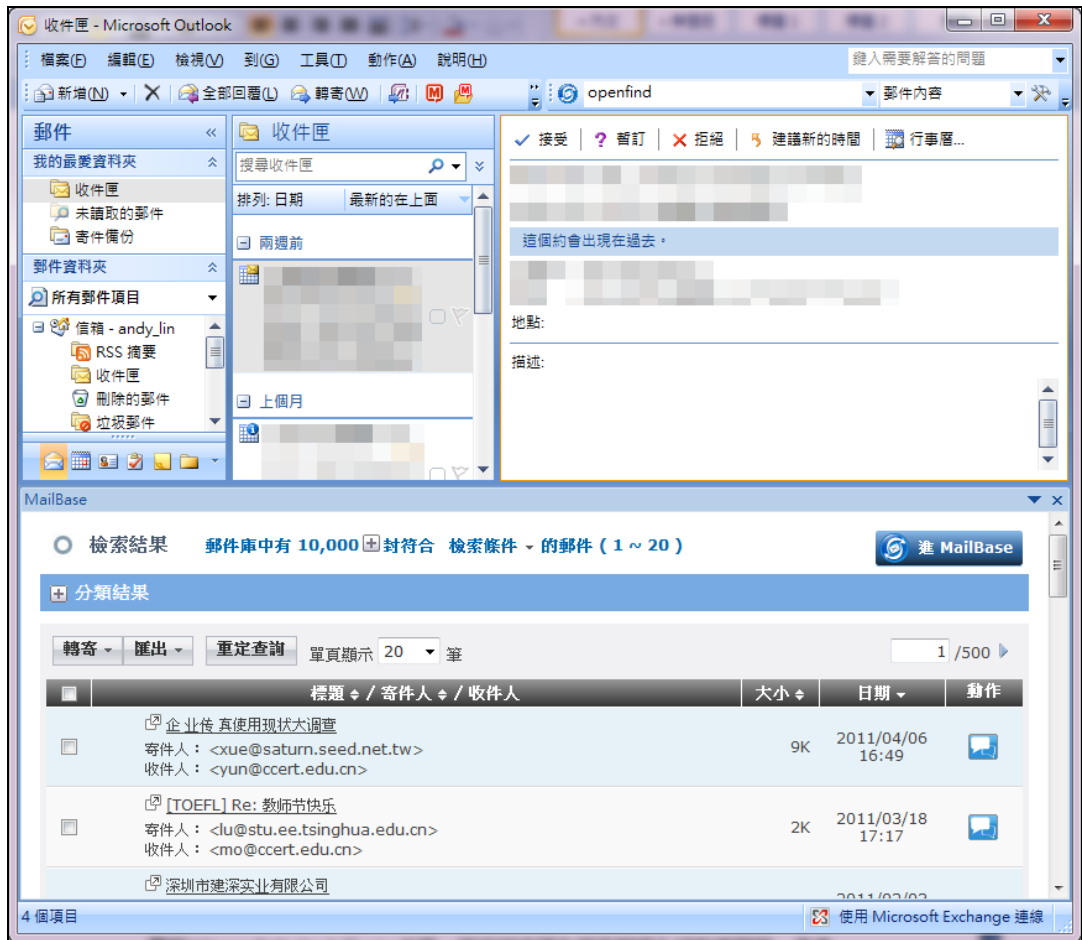 收件匣 - Microsoft Outlook
檔案(F) 編輯(E) 檢視(V) 到(G) 工具(T) 動作(A) 說明(H) 鍵入需要解答的問題
新增(N) 全部回覆(L) 轉寄(W) openfind 郵件內容
郵件
我的最愛資料夾
收件匣
未讀取的郵件
寄件備份
郵件資料夾
所有郵件項目
信箱 - andy_lin
RSS 摘要
收件匣
刪除的郵件
垃圾郵件
收件匣
搜尋收件匣
排列: 日期 最新的在上面
兩週前
上個月
接受 暫訂 拒絕 建議新的時間 行事曆...
這個約會出現在過去。
地點:
描述:
MailBase
檢索結果 郵件庫中有 10,000 封符合 檢索條件 的郵件 ( 1 ~ 20 ) 進 MailBase
分類結果
轉寄 匯出 重定查詢 單頁顯示 20 筆 1 /500
標題 / 寄件人 / 收件人 大小 日期 動作
企业传真使用现状大调查
寄件人： <xue@saturn.seed.net.tw> 9K 2011/04/06 16:49
收件人： <yun@ccert.edu.cn>
[TOEFL] Re: 教师节快乐
寄件人： <lu@stu.ee.tsinghua.edu.cn> 2K 2011/03/18 17:17
收件人： <mo@ccert.edu.cn>
深圳市建深实业有限公司
4 個項目 使用 Microsoft Exchange 連線